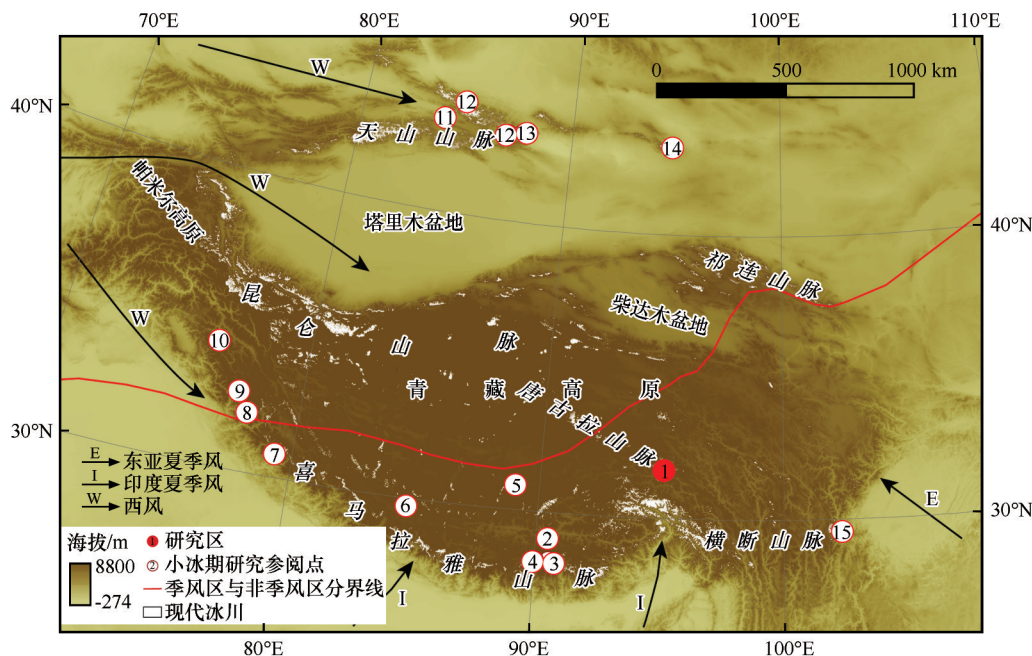 70°E
80°E
90°E
100°E
110°E
W
0
500
1000 km
40°N
12
11
天山山脉
12
13
14
W
帕米尔高原
塔里木盆地
40°N
祁连山脉
昆仑山脉
柴达木盆地
W
10
青藏高原
唐古拉山脉
9
8
30°N
7
1
E
东亚夏季风
I
印度夏季风
W
西风
喜马拉雅山脉
5
6
E
30°N
2
15
横断山脉
4
3
I
I
海拔/m
8800
-274
1 研究区
2 小冰期研究参阅点
季风区与非季风区分界线
现代冰川
80°E
90°E
100°E